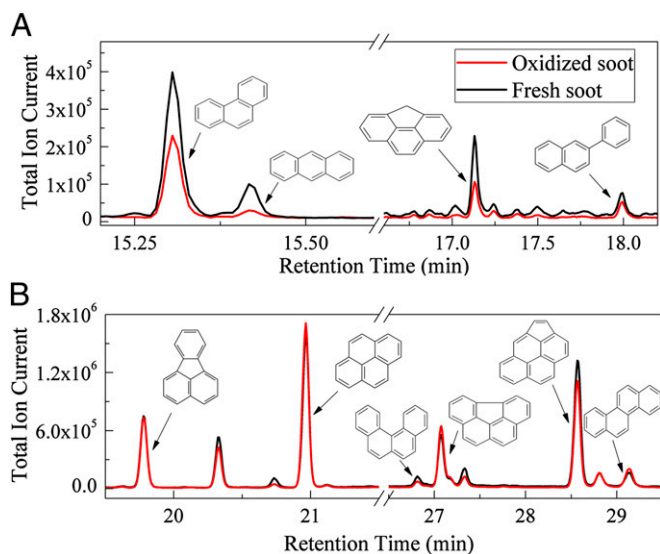 A
Total Ion Current
4x10⁵
3x10⁵
2x10⁵
1x10⁵
0
Oxidized soot
Fresh soot
15.25 15.50 17.0 17.5 18.0
Retention Time (min)
B
Total Ion Current
1.8x10⁶
1.2x10⁶
6.0x10⁵
0.0
20 21 27 28 29
Retention Time (min)